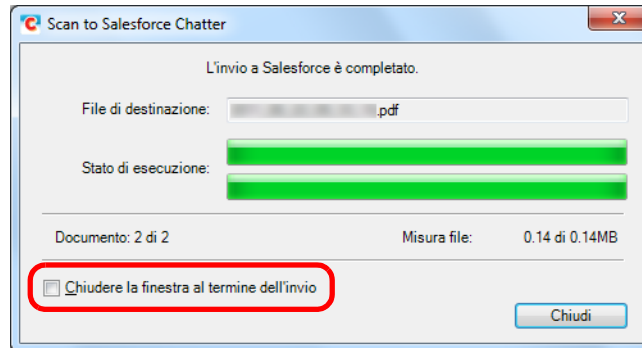 Scan to Salesforce Chatter
L'invio a Salesforce è completato.
File di destinazione: .pdf
Stato di esecuzione:
Documento: 2 di 2 Misura file: 0.14 di 0.14MB
Chiudere la finestra al termine dell'invio
Chiudi